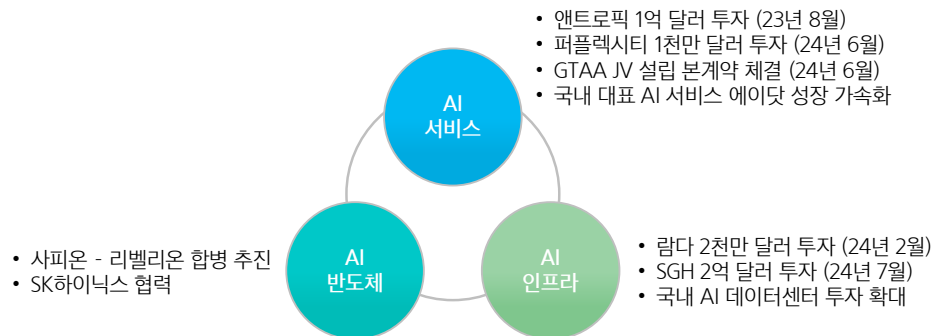 • 앤트로픽 1억 달러 투자 (23년 8월)
• 퍼플렉시티 1천만 달러 투자 (24년 6월)
• GTAA JV 설립 본계약 체결 (24년 6월)
• 국내 대표 AI 서비스 에이닷 성장 가속화
AI
서비스
• 사피온 - 리벨리온 합병 추진
• SK하이닉스 협력
AI
반도체
AI
인프라
• 람다 2천만 달러 투자 (24년 2월)
• SGH 2억 달러 투자 (24년 7월)
• 국내 AI 데이터센터 투자 확대